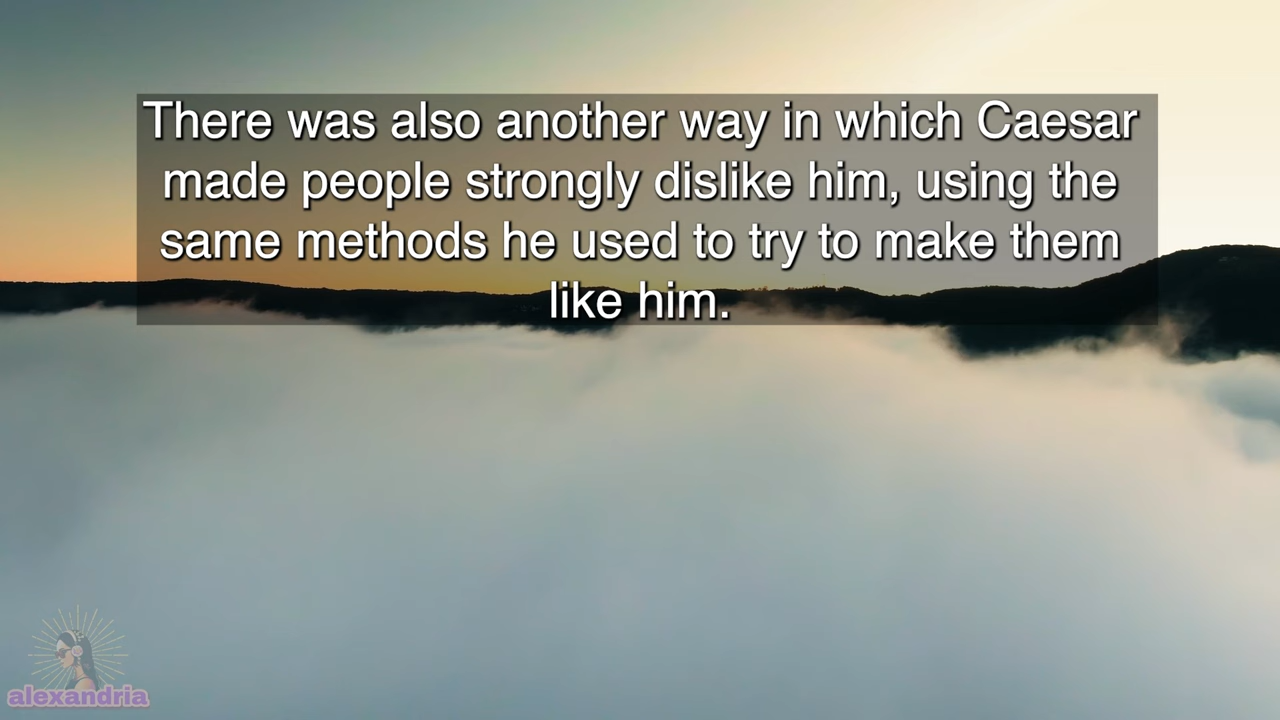 There was also another way in which Caesar
made people strongly dislike him, using the
same methods he used to try to make them
like him.
alexandria